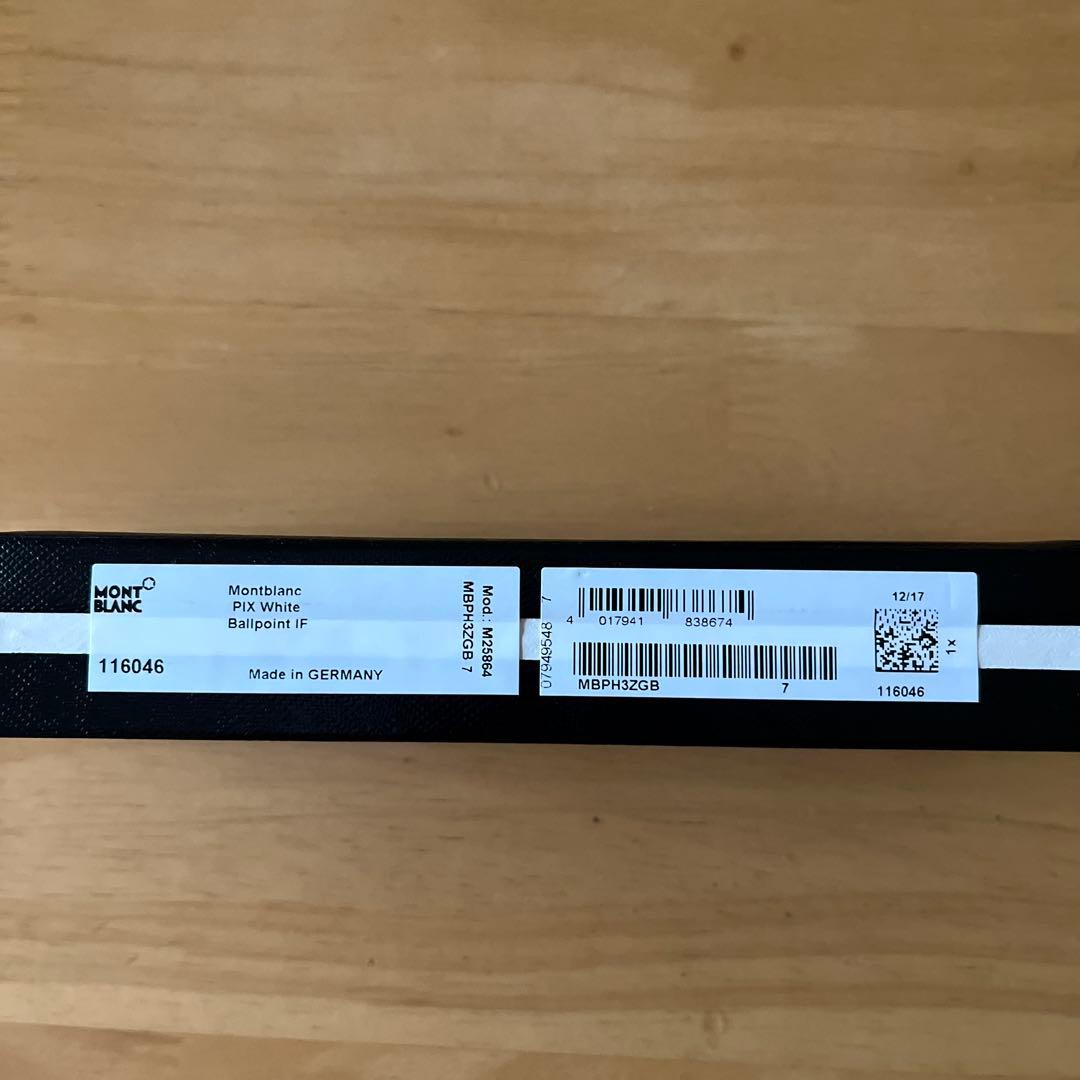 MONT
BLANC
Montblanc
PIX White
Ballpoint IF
116046
Made in GERMANY
Mod.: M25864
MBPH3ZGB 7
07949548 7
4 017941 838674
MBPH3ZGB 7
12/17
1x
116046